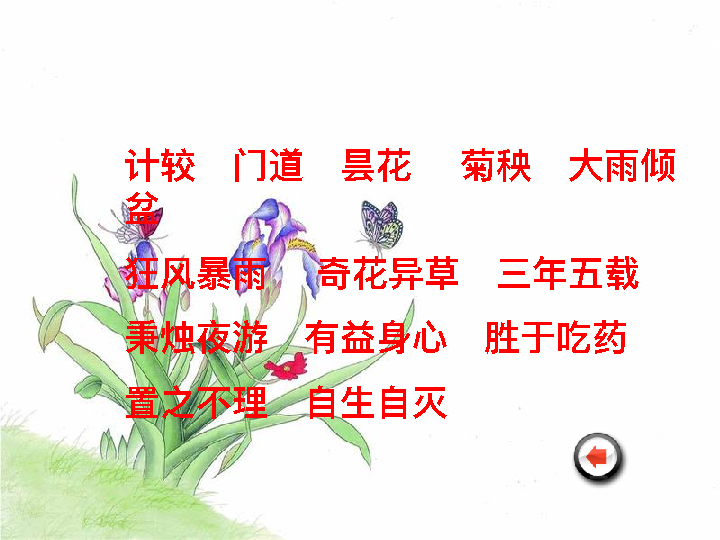 计较 门道 昙花 菊秧 大雨倾
盆
狂风暴雨 奇花异草 三年五载
秉烛夜游 有益身心 胜于吃药
置之不理 自生自灭